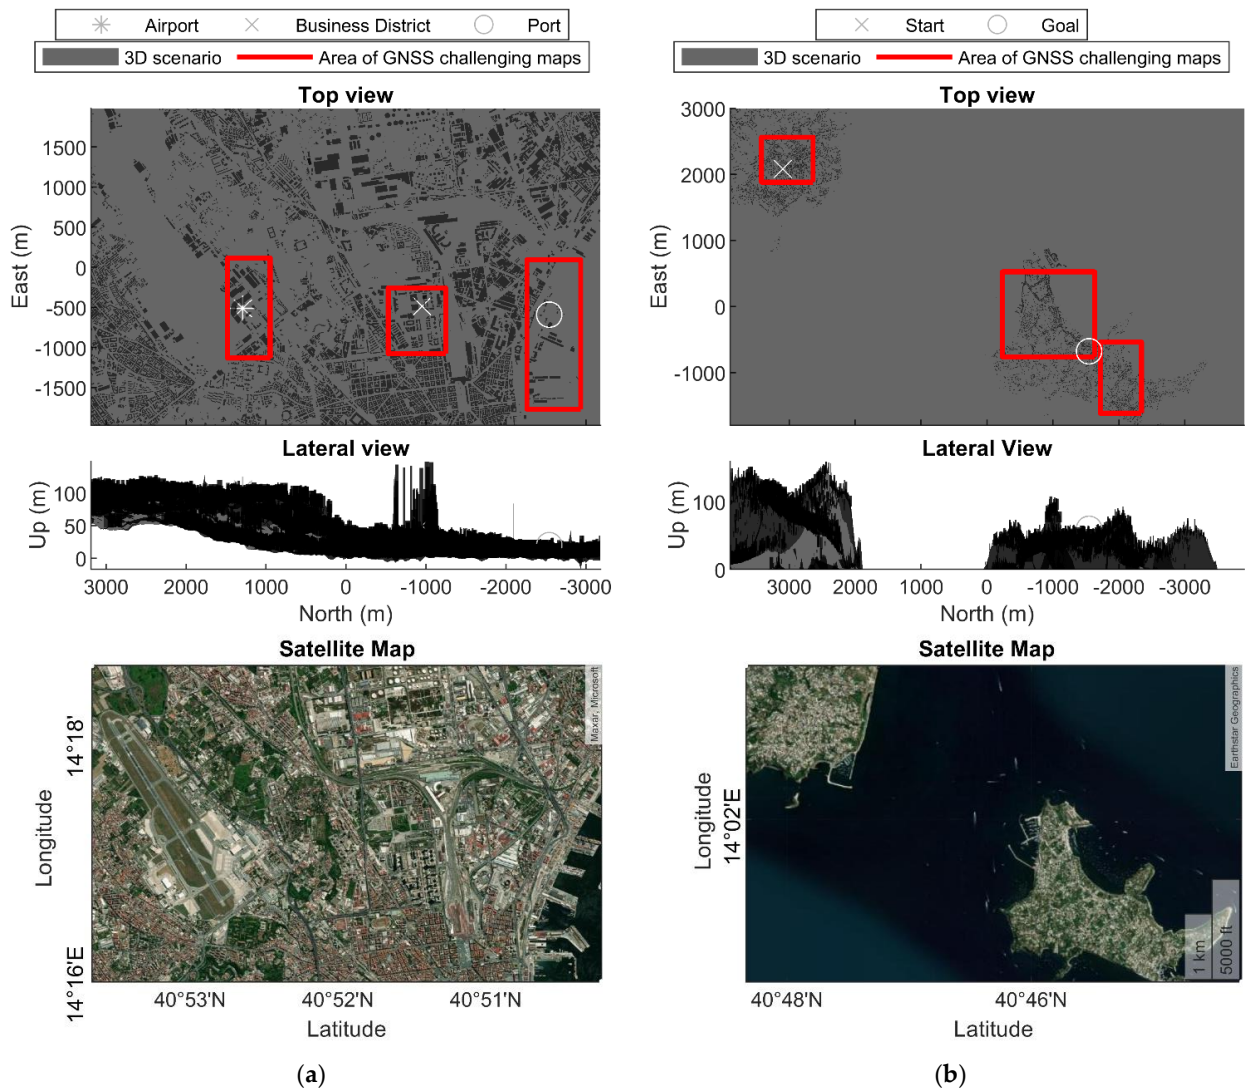 Airport Business District Port
3D scenario Area of GNSS challenging maps
Top view
East (m)
1500
1000
500
0
-500
-1000
-1500
Lateral view
Up (m)
100
50
0
3000 2000 1000 0 -1000 -2000 -3000
North (m)
Satellite Map
Maxar, Microsoft
Longitude
14°18'
14°16'E
40°53'N 40°52'N 40°51'N
Latitude
(a)
Start Goal
3D scenario Area of GNSS challenging maps
Top view
East (m)
3000
2000
1000
0
-1000
Lateral View
Up (m)
100
0
3000 2000 1000 0 -1000 -2000 -3000
North (m)
Satellite Map
Earthstar Geographics
Longitude
14°02'E
1 km
5000 ft
40°48'N 40°46'N
Latitude
(b)